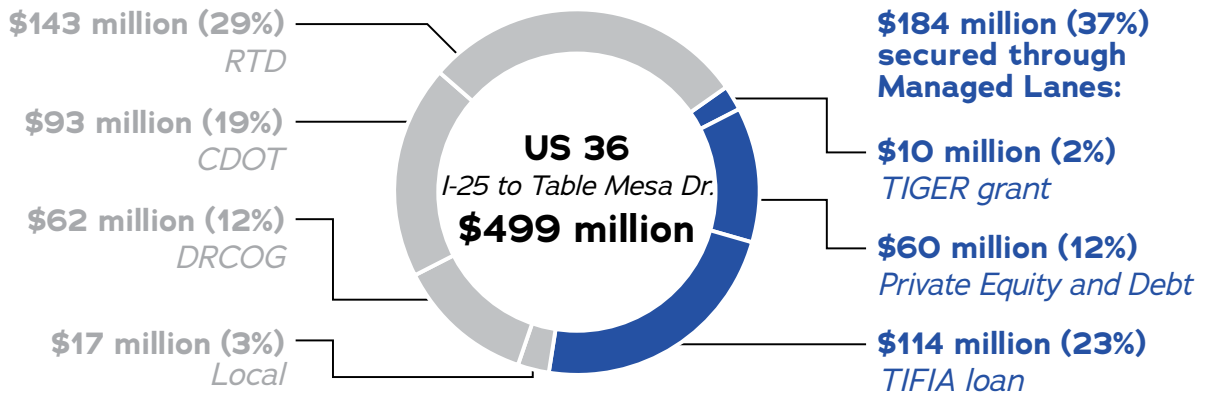 $143 million (29%)
RTD
$93 million (19%)
CDOT
$62 million (12%)
DRCOG
$17 million (3%)
Local
US 36
I-25 to Table Mesa Dr.
$499 million
$184 million (37%)
secured through
Managed Lanes:
$10 million (2%)
TIGER grant
$60 million (12%)
Private Equity and Debt
$114 million (23%)
TIFIA loan